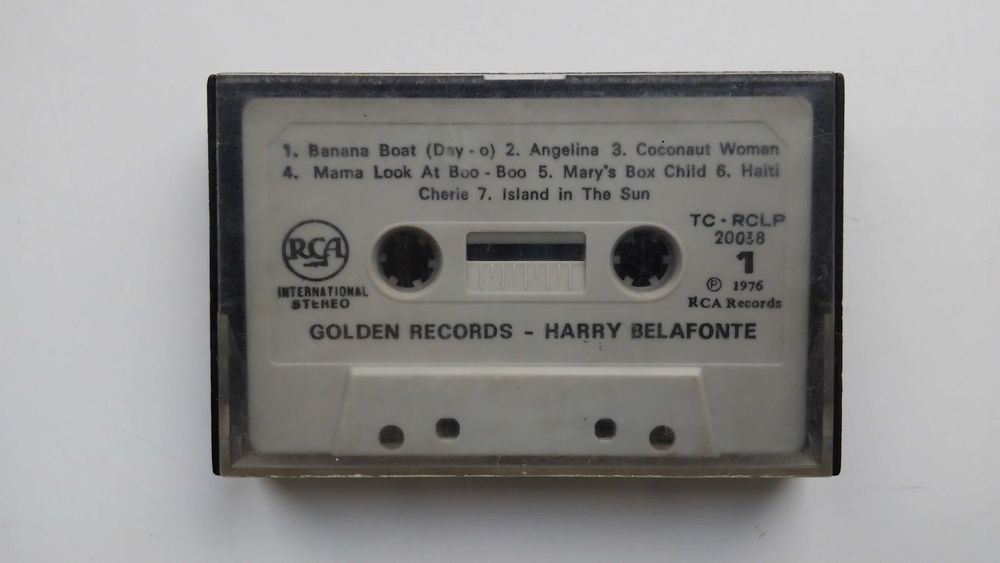 1. Banana Boat (Day - o) 2. Angelina 3. Coconaut Woman
4. Mama Look At Boo - Boo 5. Mary's Box Child 6. Haiti
Cherie 7. Island in The Sun
RCA
INTERNATIONAL
STEREO
TC - RCLP
20038
1
℗ 1976
RCA Records
GOLDEN RECORDS - HARRY BELAFONTE